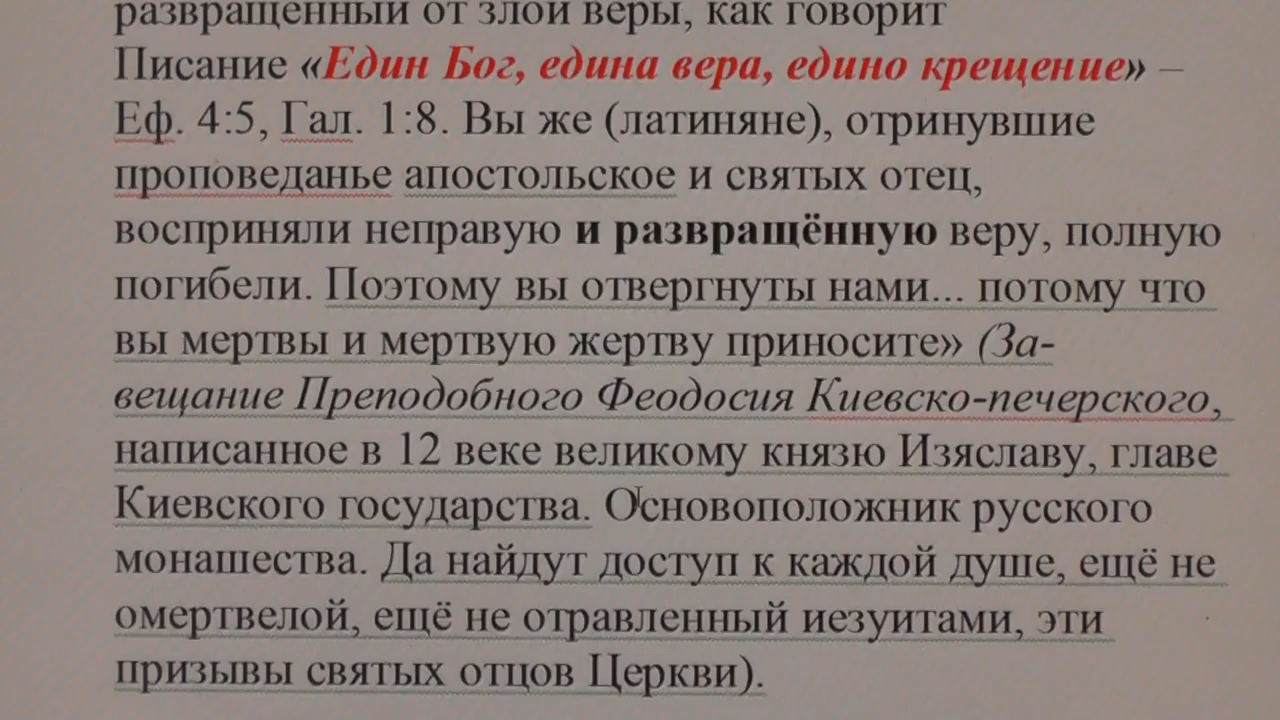 развращенный от злой веры, как говорит
Писание «Един Бог, едина вера, едино крещение» –
Еф. 4:5, Гал. 1:8. Вы же (латиняне), отринувшие
проповеданье апостольское и святых отец,
восприняли неправую и развращённую веру, полную
погибели. Поэтому вы отвергнуты нами... потому что
вы мертвы и мертвую жертву приносите» (За-
вещание Преподобного Феодосия Киевско-печерского,
написанное в 12 веке великому князю Изяславу, главе
Киевского государства. Основоположник русского
монашества. Да найдут доступ к каждой душе, ещё не
омертвелой, ещё не отравленный иезуитами, эти
призывы святых отцов Церкви).